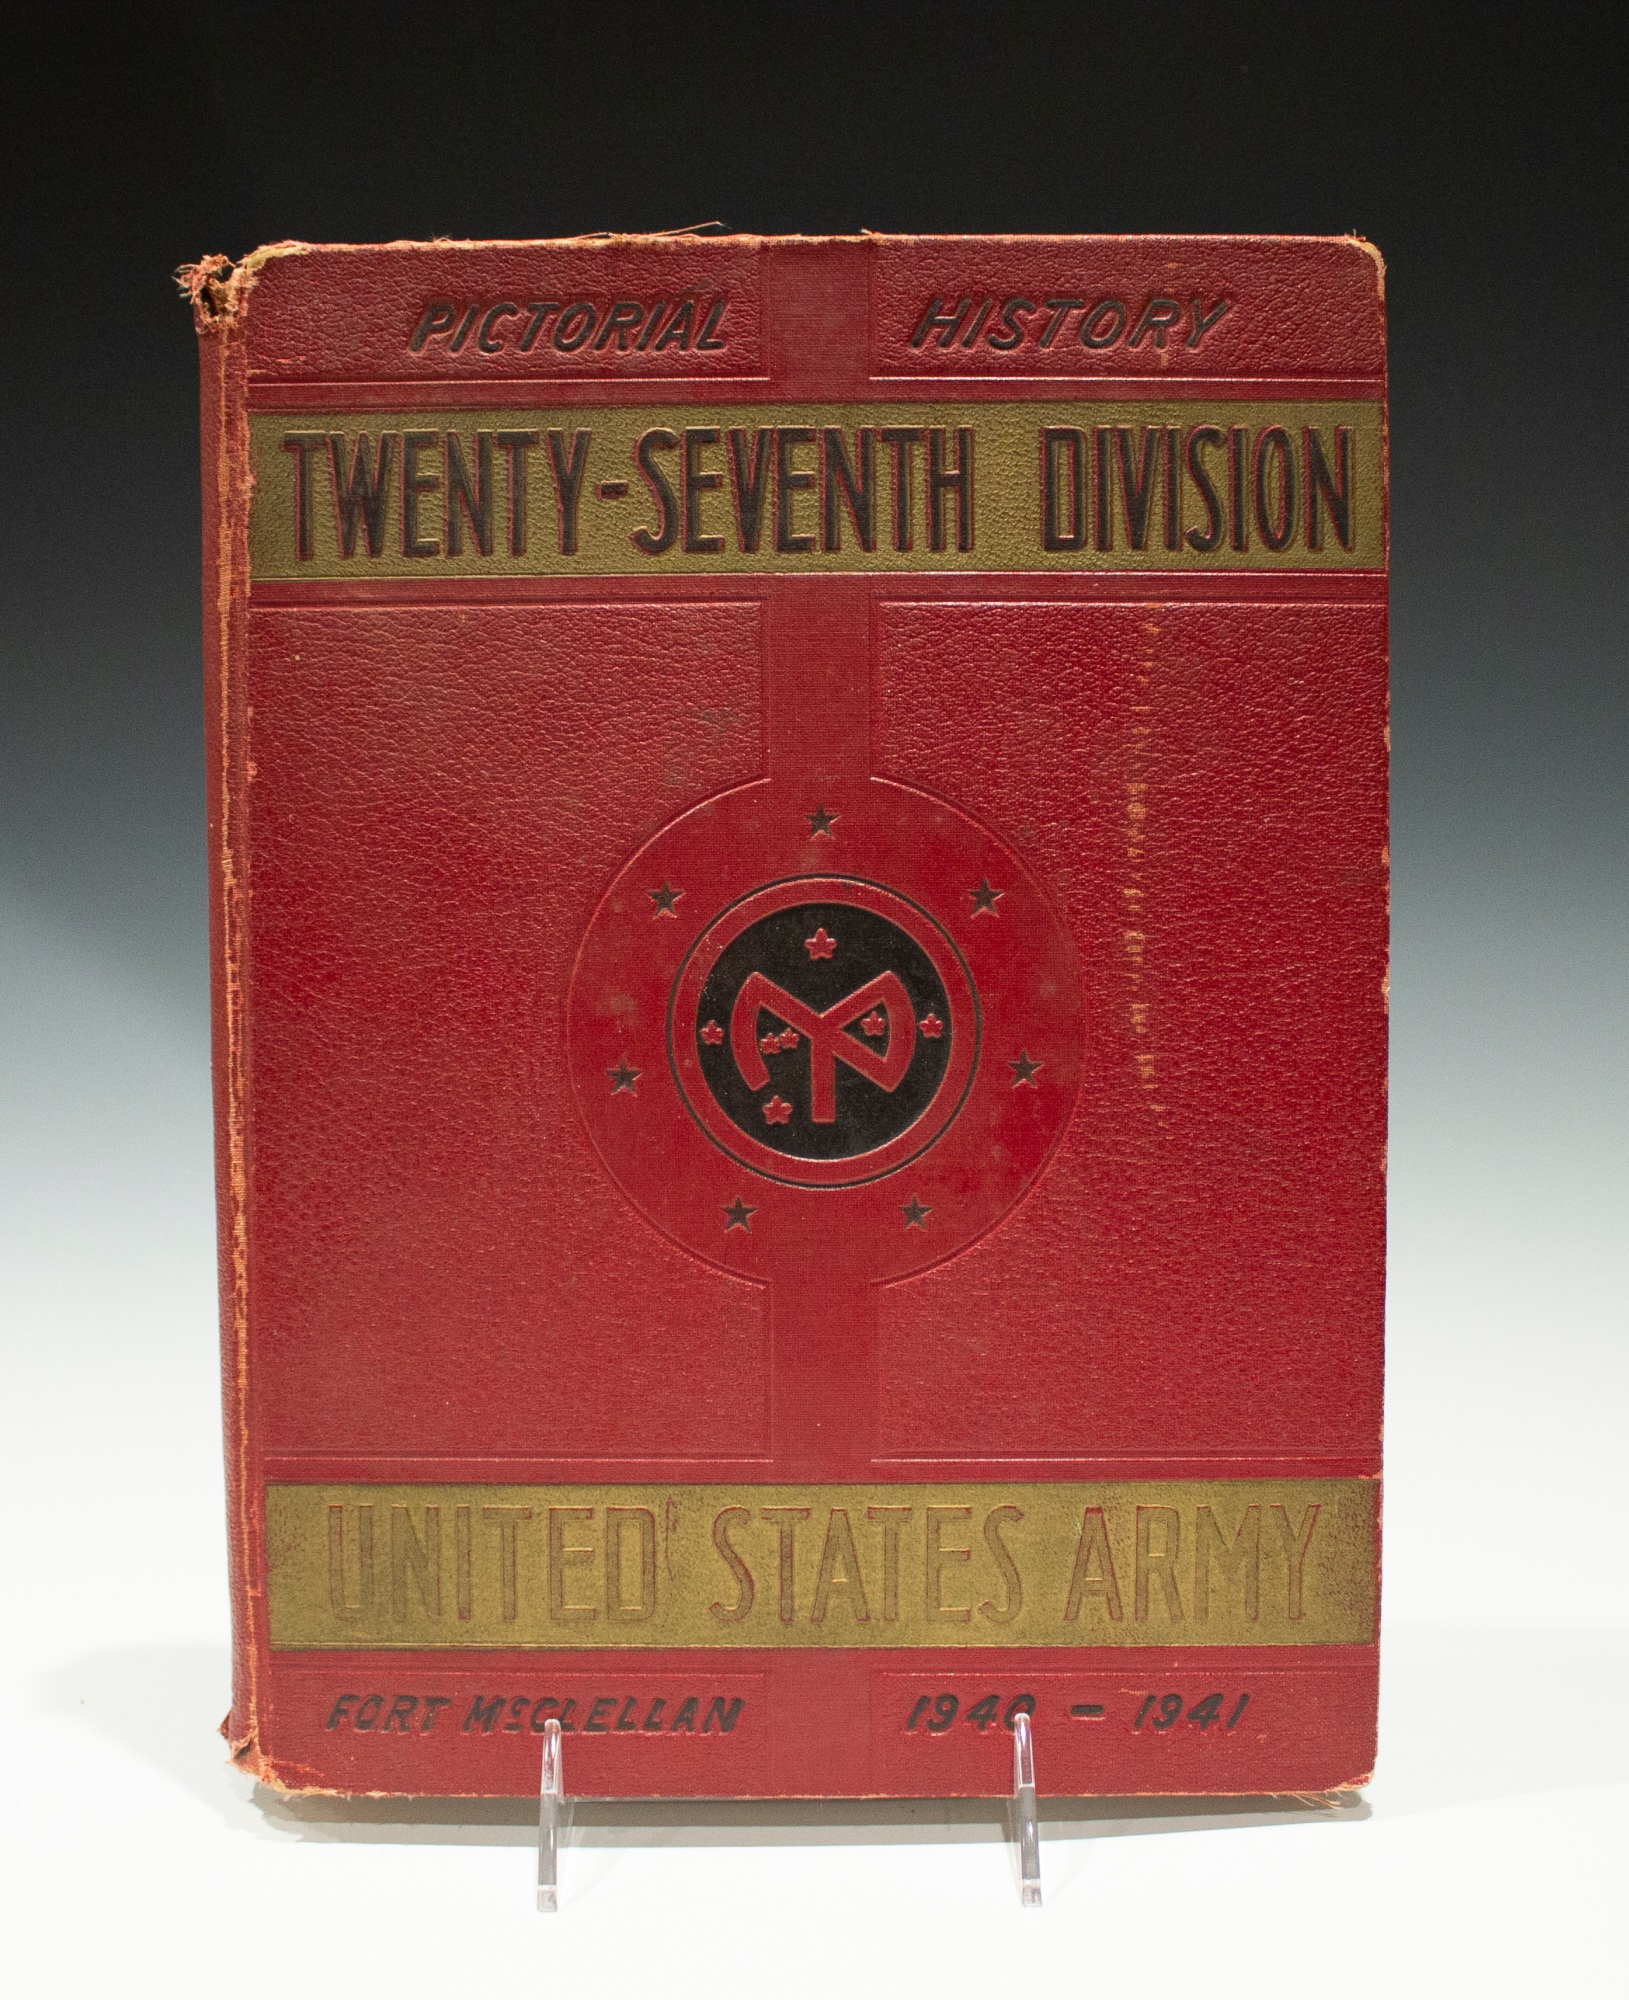 PICTORIAL HISTORY
TWENTY-SEVENTH DIVISION
UNITED STATES ARMY
FORT McCLELLAN 1940 - 1941